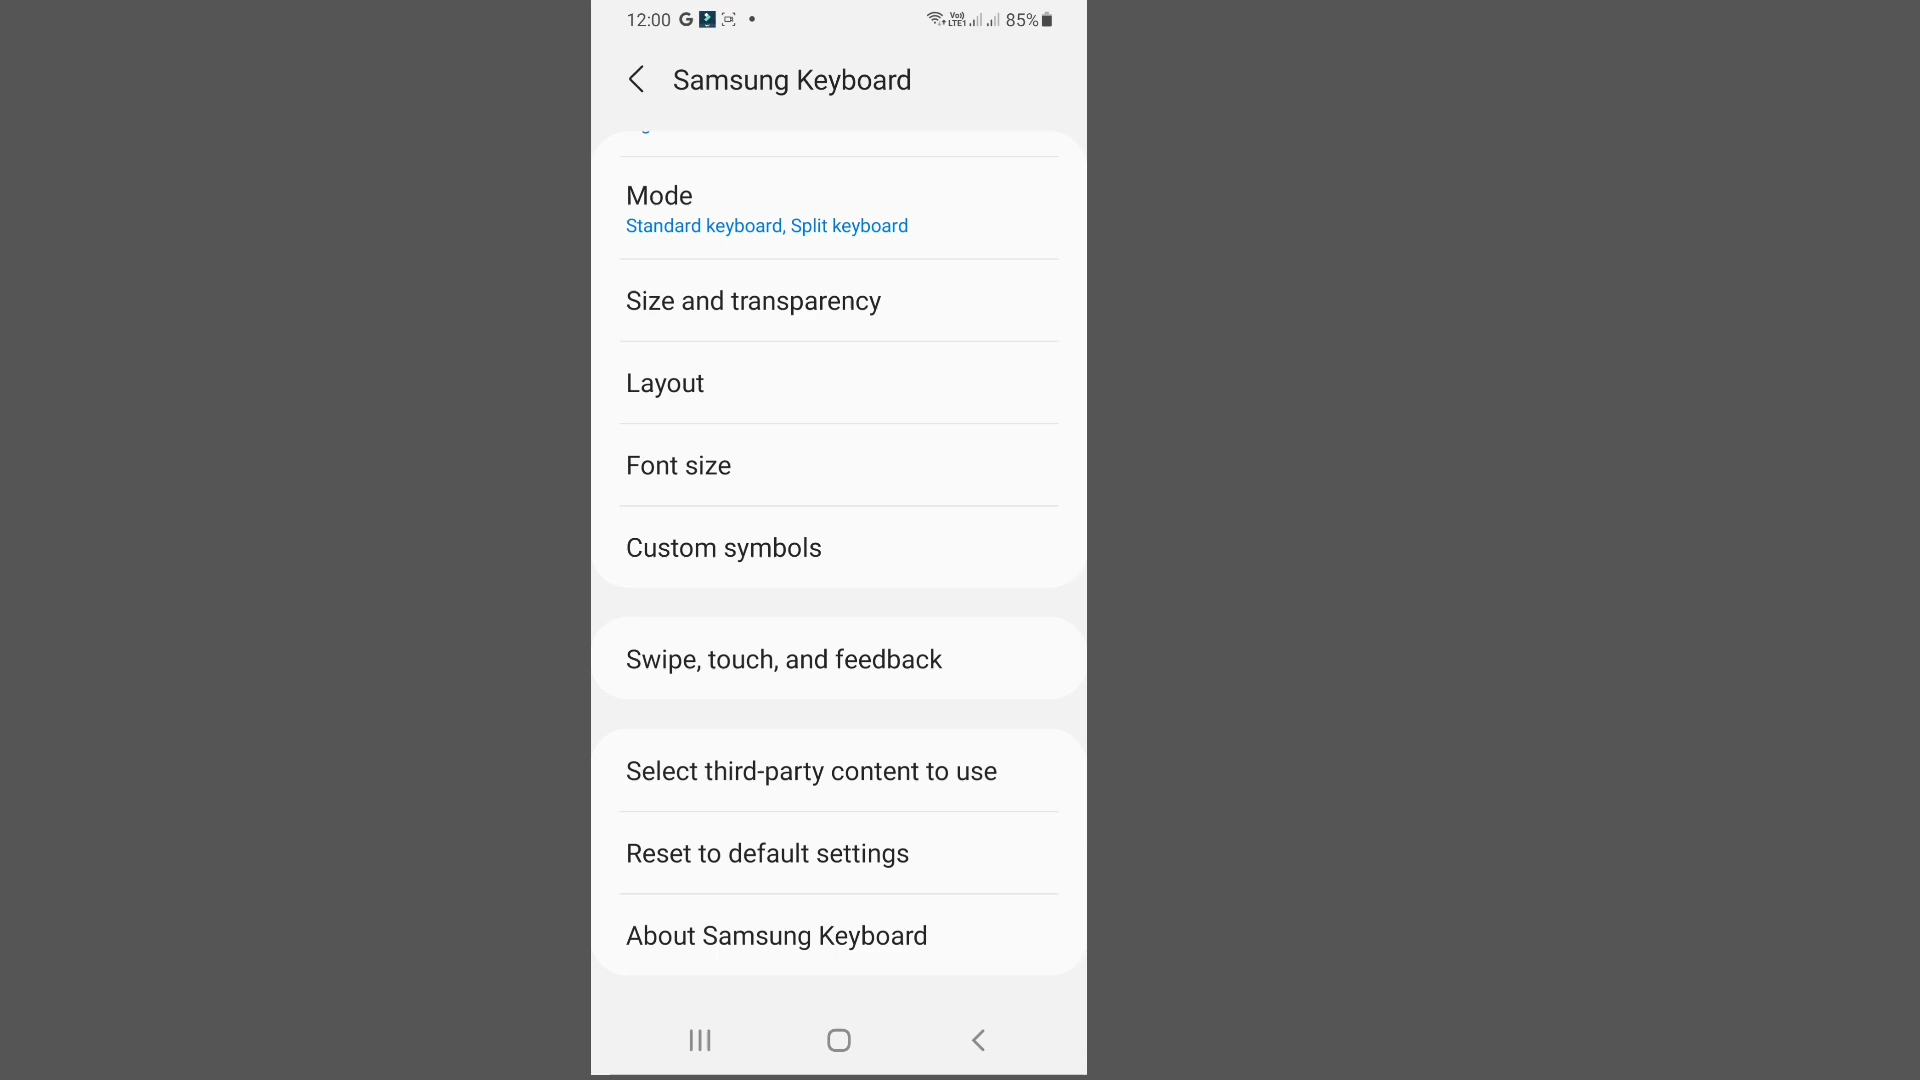 12:00 G VoLTE1 85%
Samsung Keyboard
Mode
Standard keyboard, Split keyboard
Size and transparency
Layout
Font size
Custom symbols
Swipe, touch, and feedback
Select third-party content to use
Reset to default settings
About Samsung Keyboard